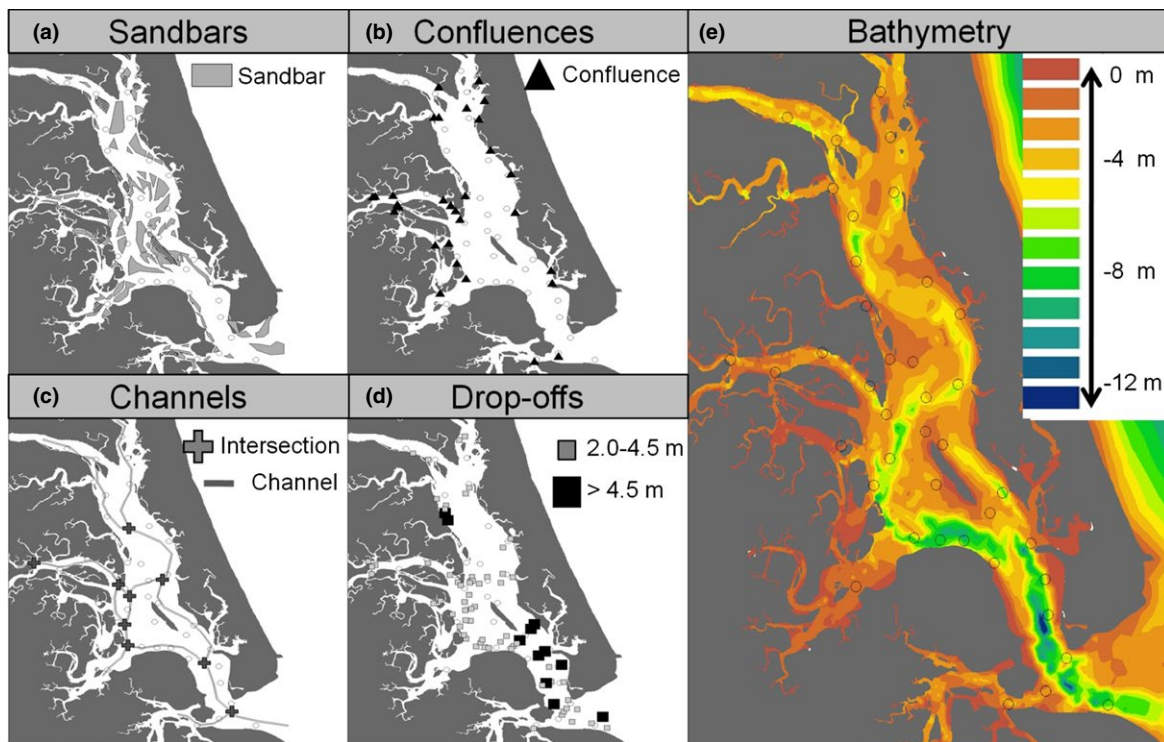 (a) Sandbars
Sandbar
(b) Confluences
Confluence
(c) Channels
Intersection
Channel
(d) Drop-offs
2.0-4.5 m
> 4.5 m
(e) Bathymetry
0 m
-4 m
-8 m
-12 m